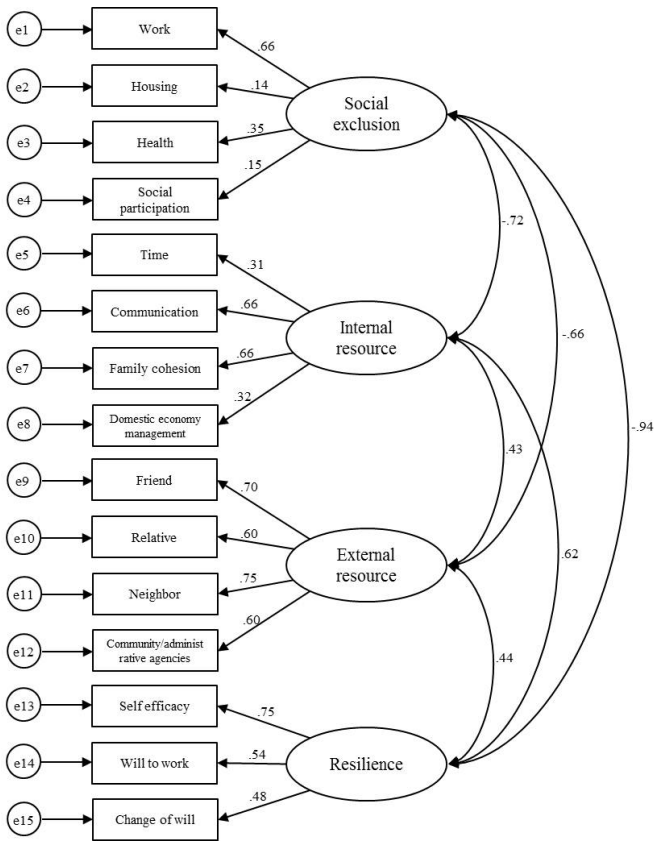 e1
Work
.66
e2
Housing
.14
Social
exclusion
e3
Health
.35
e4
Social
participation
.15
-.72
e5
Time
.31
e6
Communication
.66
Internal
resource
-.66
e7
Family cohesion
.66
e8
Domestic economy
management
.32
-.94
.43
e9
Friend
.70
e10
Relative
.60
External
resource
.62
e11
Neighbor
.75
e12
Community/administ
rative agencies
.60
.44
e13
Self efficacy
.75
e14
Will to work
.54
Resilience
e15
Change of will
.48